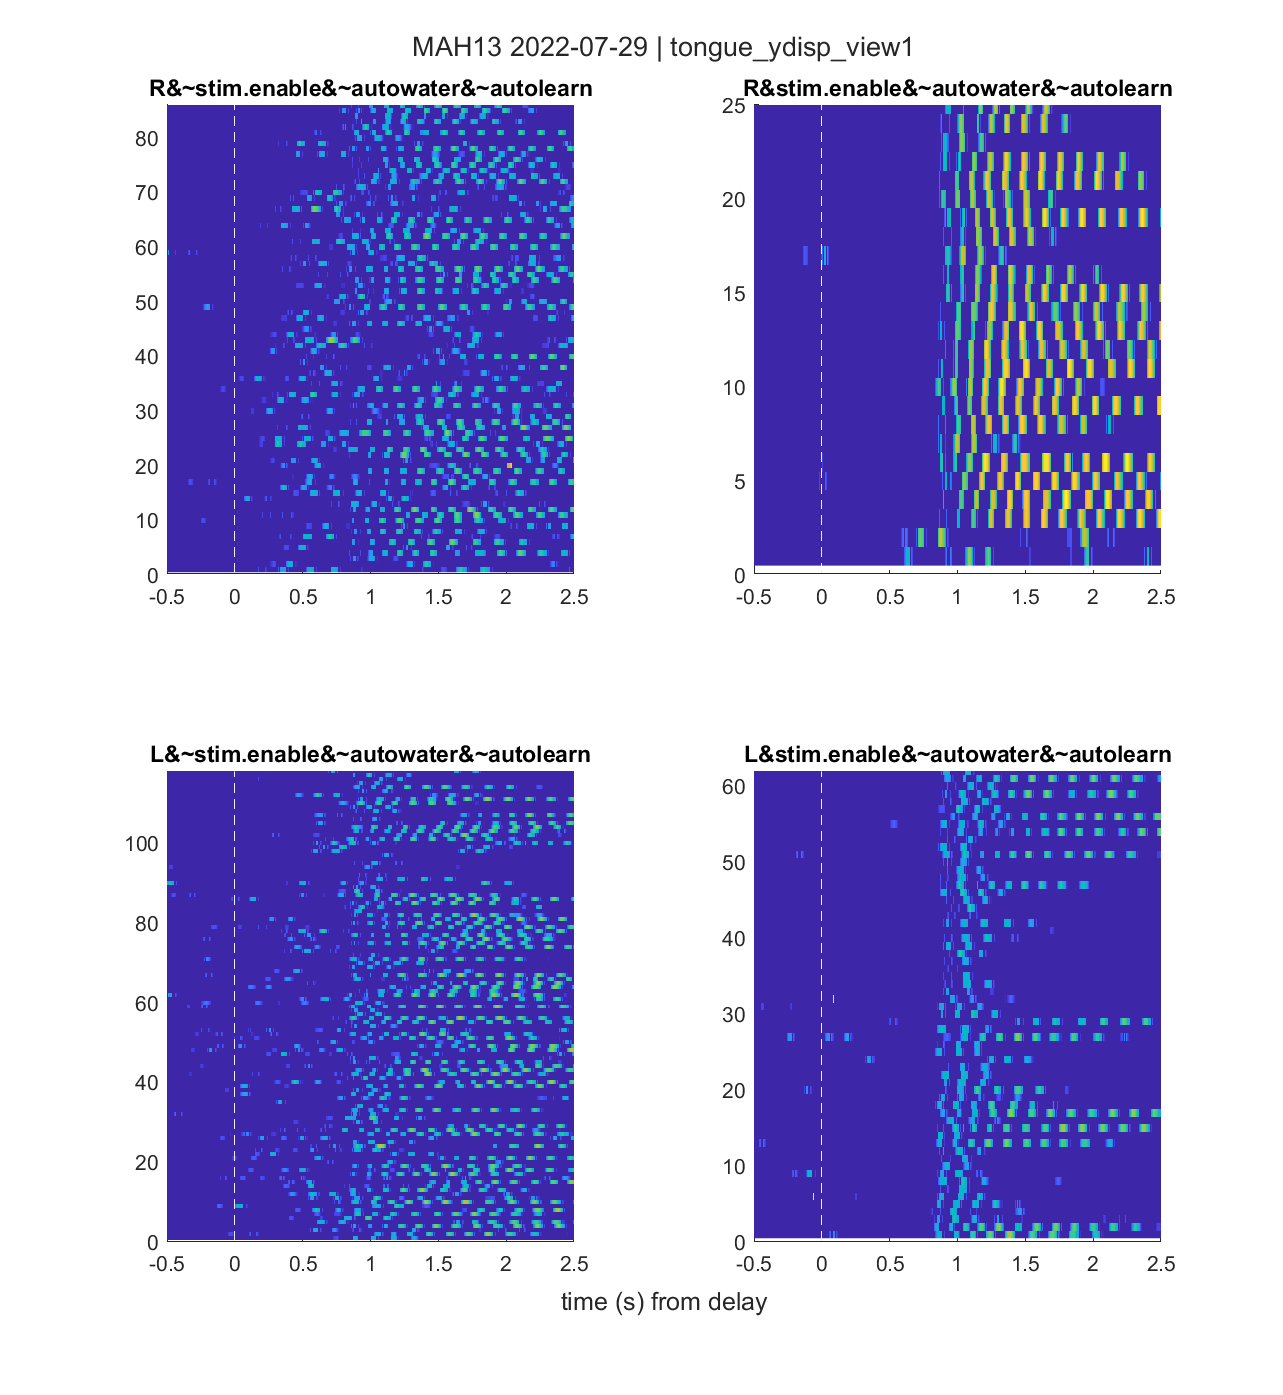 MAH13 2022-07-29 | tongue_ydisp_view1
R&~stim.enable&~autowater&~autolearn
80
70
60
50
40
30
20
10
0
-0.5 0 0.5 1 1.5 2 2.5
R&stim.enable&~autowater&~autolearn
25
20
15
10
5
0
-0.5 0 0.5 1 1.5 2 2.5
L&~stim.enable&~autowater&~autolearn
100
80
60
40
20
0
-0.5 0 0.5 1 1.5 2 2.5
L&stim.enable&~autowater&~autolearn
60
50
40
30
20
10
0
-0.5 0 0.5 1 1.5 2 2.5
time (s) from delay